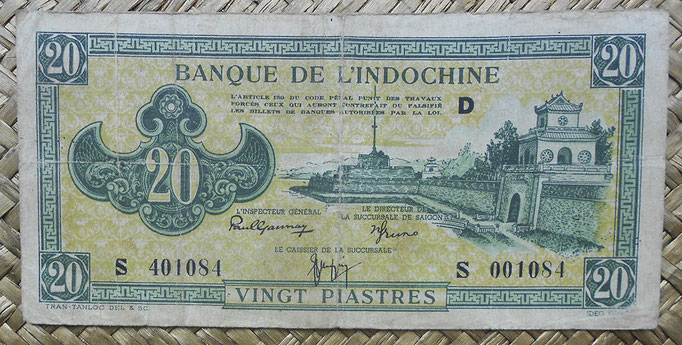 20 20
BANQUE DE L'INDOCHINE
L'ARTICLE 139 DU CODE PÉNAL PUNIT DES TRAVAUX
FORCÉS CEUX QUI AURONT CONTREFAIT OU FALSIFIÉ
LES BILLETS DE BANQUES AUTORISÉES PAR LA LOI.
D
20
L'INSPECTEUR GÉNÉRAL
LE DIRECTEUR DE
LA SUCCURSALE DE SAIGON
LE CAISSIER DE LA SUCCURSALE
S 401084 S 001084
20 VINGT PIASTRES 20
TRAN-TANLOC DEL & SC.